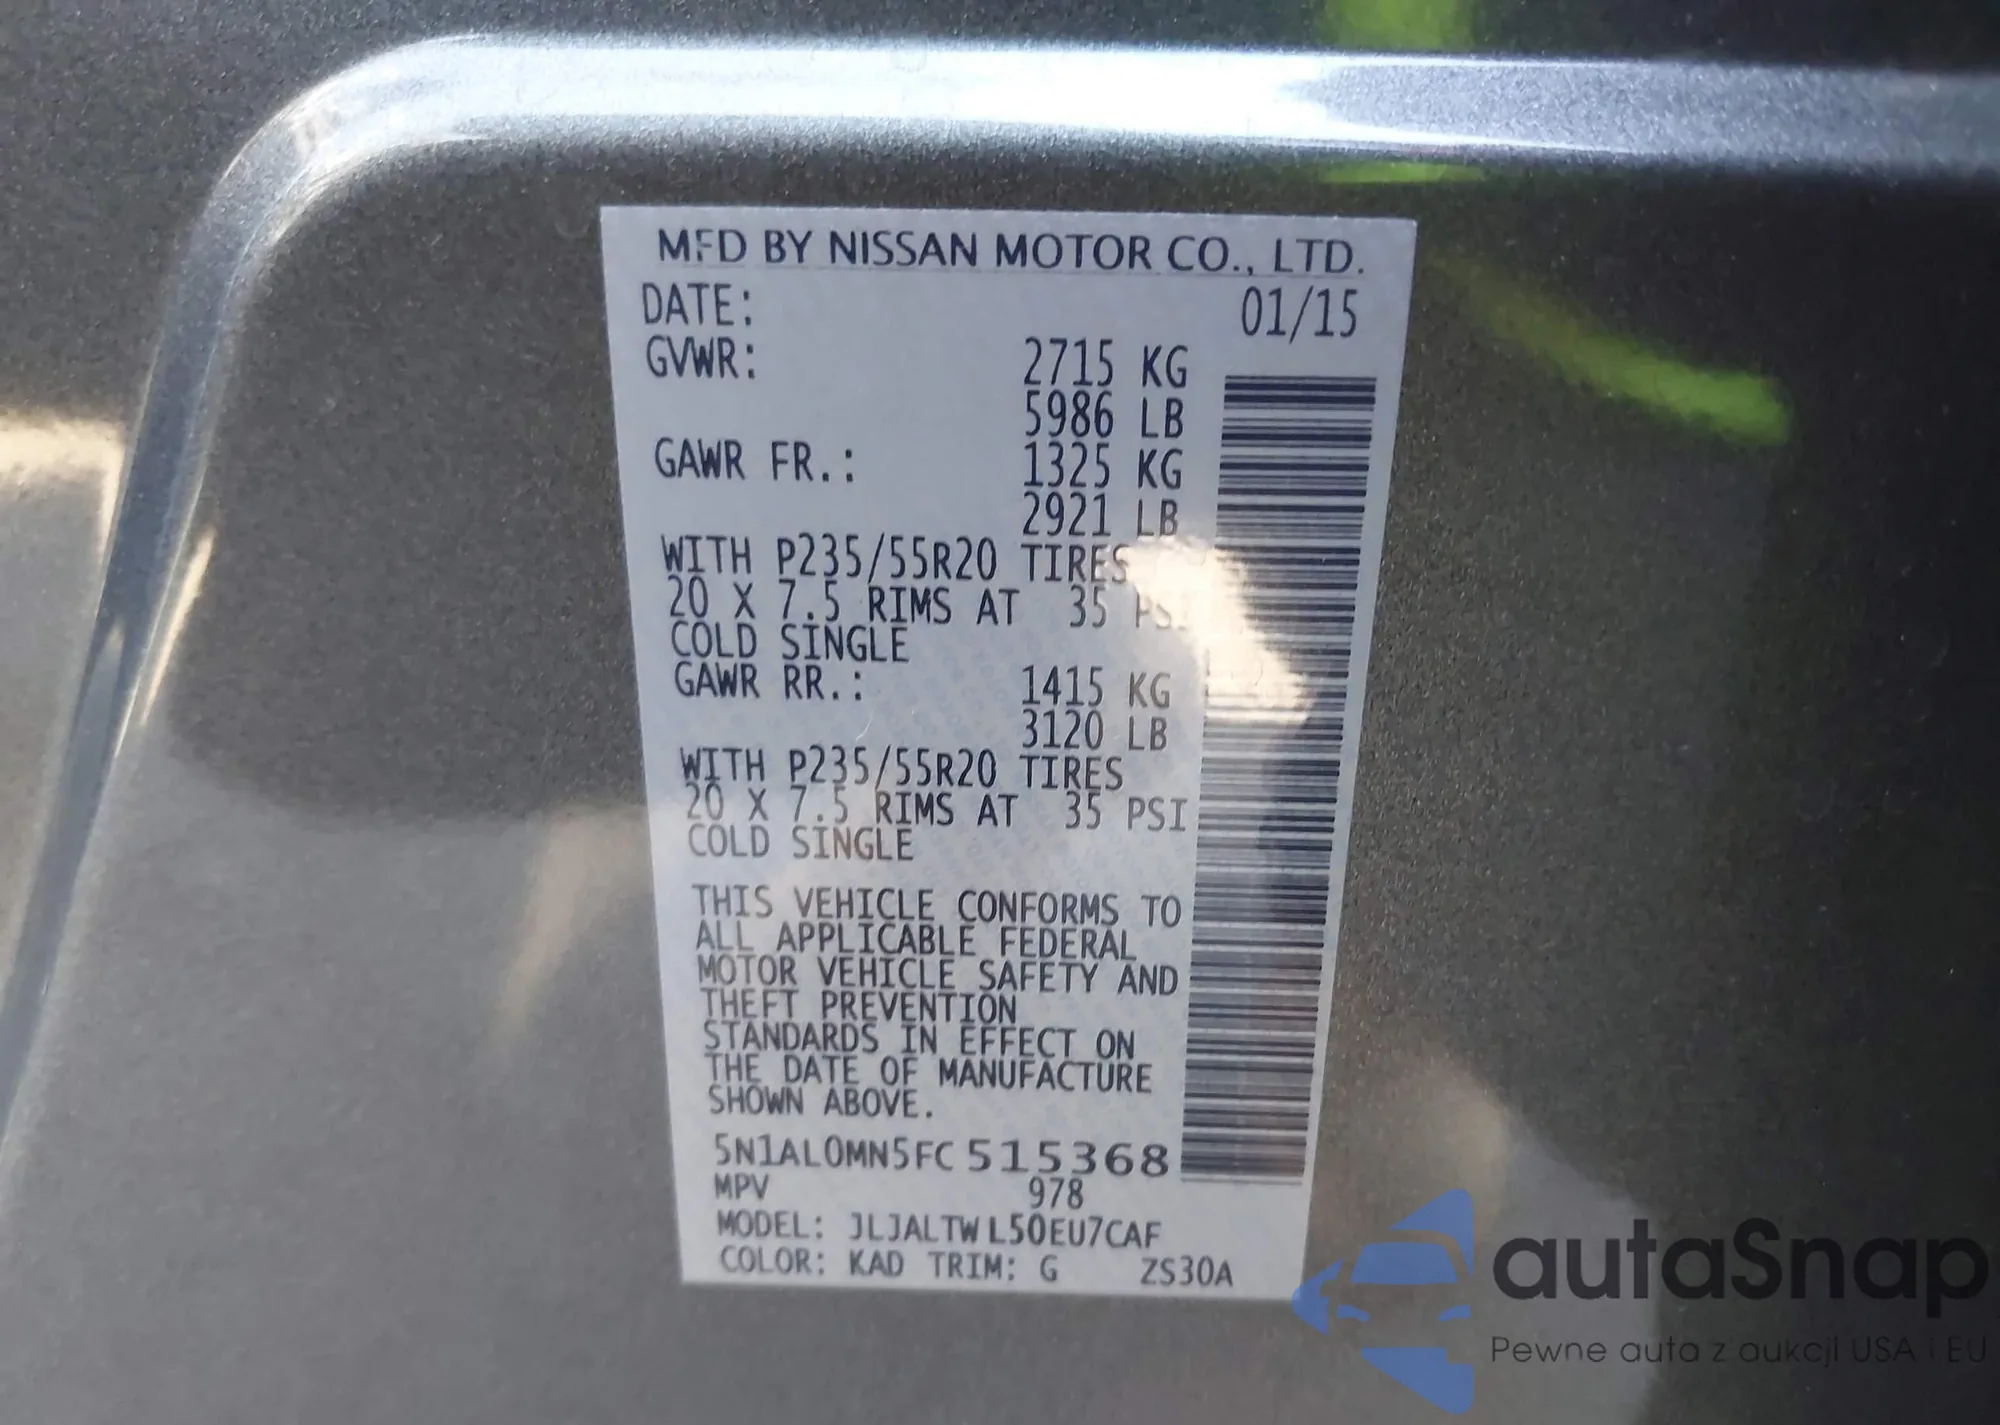 MFD BY NISSAN MOTOR CO., LTD.
DATE: 01/15
GVWR: 2715 KG
5986 LB
GAWR FR.: 1325 KG
2921 LB
WITH P235/55R20 TIRES
20 X 7.5 RIMS AT 35 PSI
COLD SINGLE
GAWR RR.: 1415 KG
3120 LB
WITH P235/55R20 TIRES
20 X 7.5 RIMS AT 35 PSI
COLD SINGLE
THIS VEHICLE CONFORMS TO
ALL APPLICABLE FEDERAL
MOTOR VEHICLE SAFETY AND
THEFT PREVENTION
STANDARDS IN EFFECT ON
THE DATE OF MANUFACTURE
SHOWN ABOVE.
5N1AL0MN5FC515368
MPV 978
MODEL: JLJALTWL50EU7CAF
COLOR: KAD TRIM: G ZS30A
autaSnap
Pewne auta z aukcji USA i EU